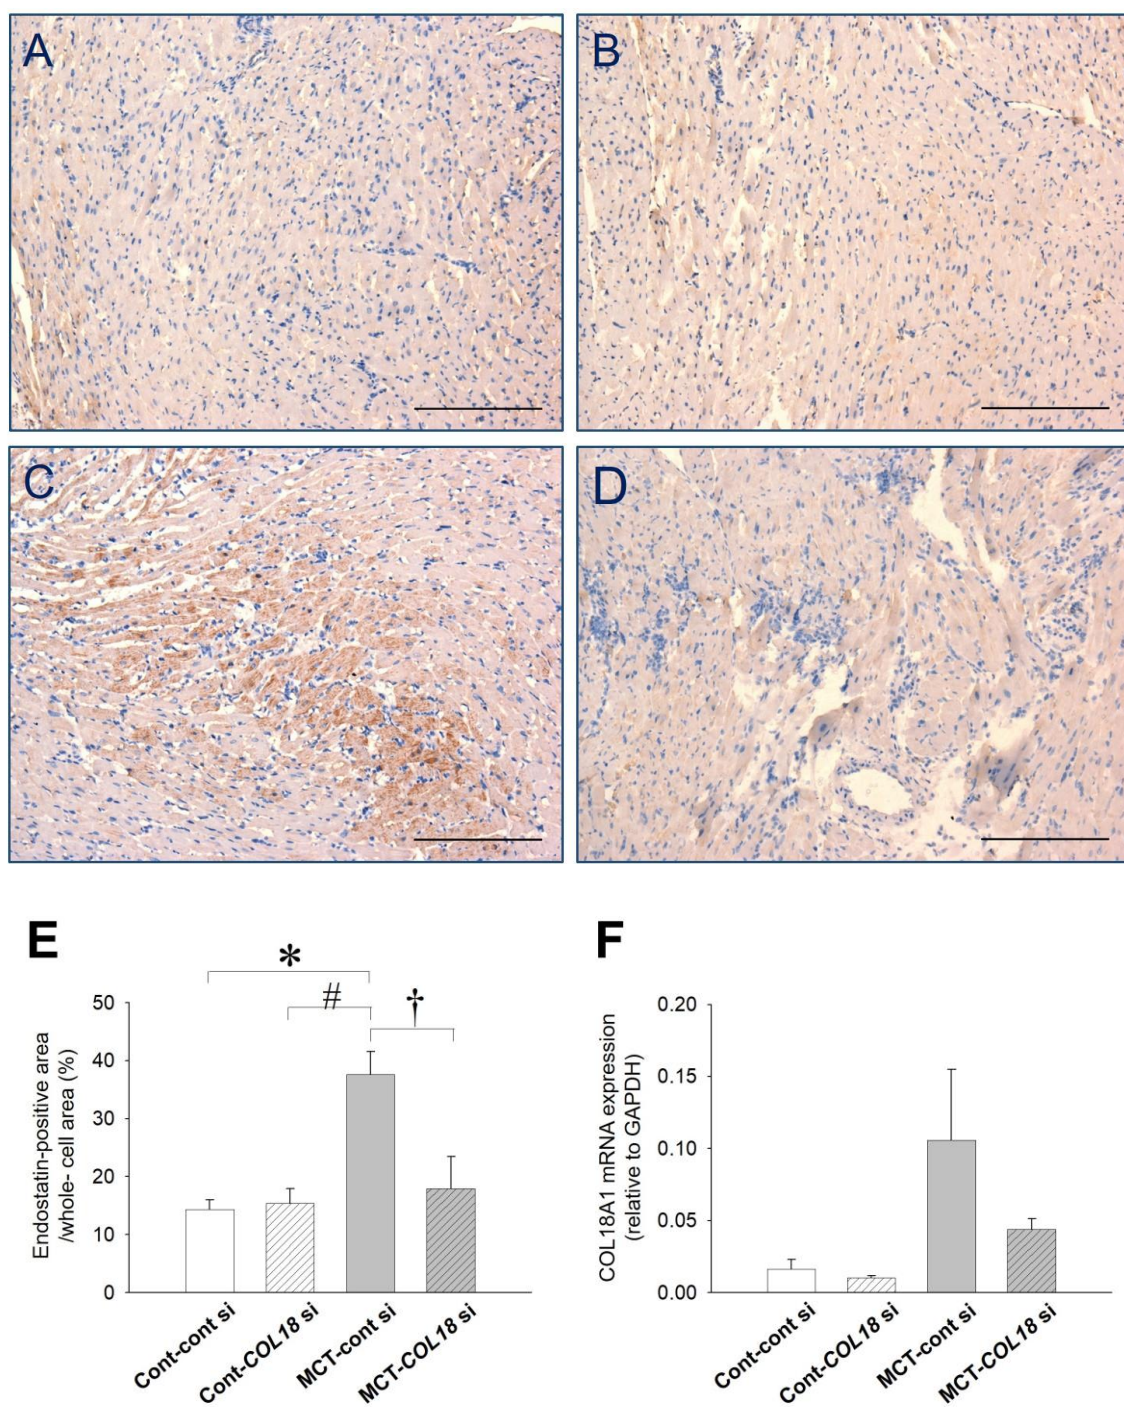 A
B
C
D
E
*
#
†
50
40
30
20
10
0
Endostatin-positive area
/whole- cell area (%)
Cont-cont si
Cont-COL18 si
MCT-cont si
MCT-COL18 si
F
0.20
0.15
0.10
0.05
0.00
COL18A1 mRNA expression
(relative to GAPDH)
Cont-cont si
Cont-COL18 si
MCT-cont si
MCT-COL18 si